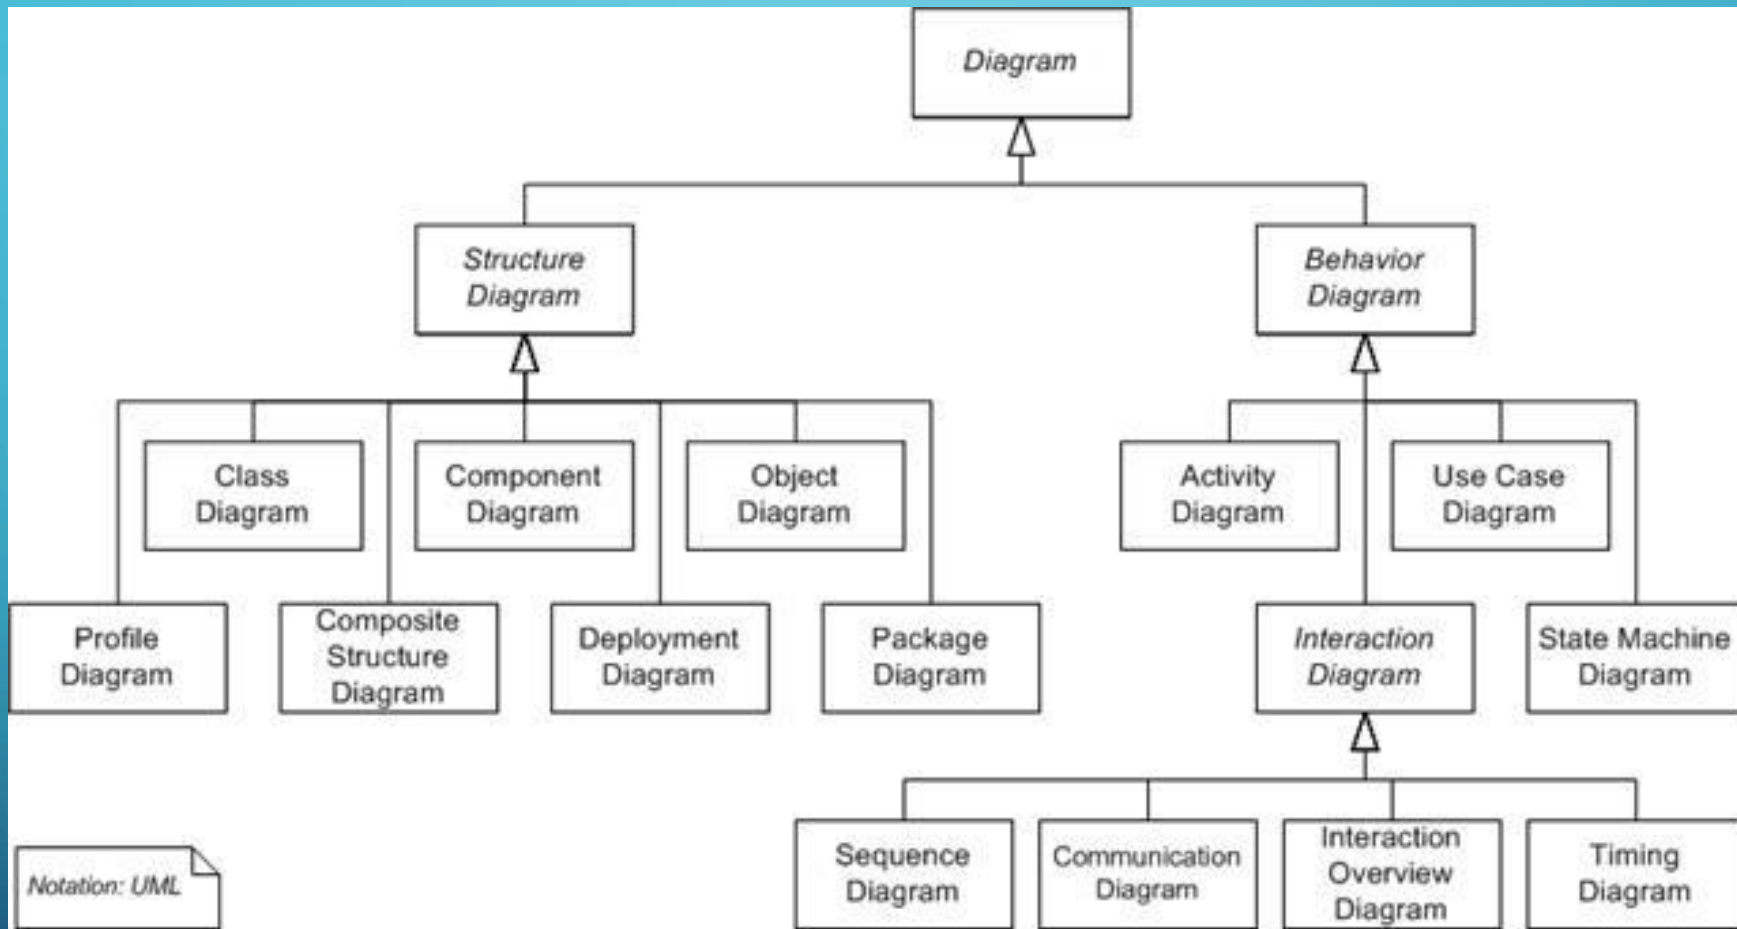 Diagram
Structure
Diagram
Behavior
Diagram
Class
Diagram
Component
Diagram
Object
Diagram
Activity
Diagram
Use Case
Diagram
Profile
Diagram
Composite
Structure
Diagram
Deployment
Diagram
Package
Diagram
Interaction
Diagram
State Machine
Diagram
Sequence
Diagram
Communication
Diagram
Interaction
Overview
Diagram
Timing
Diagram
Notation: UML